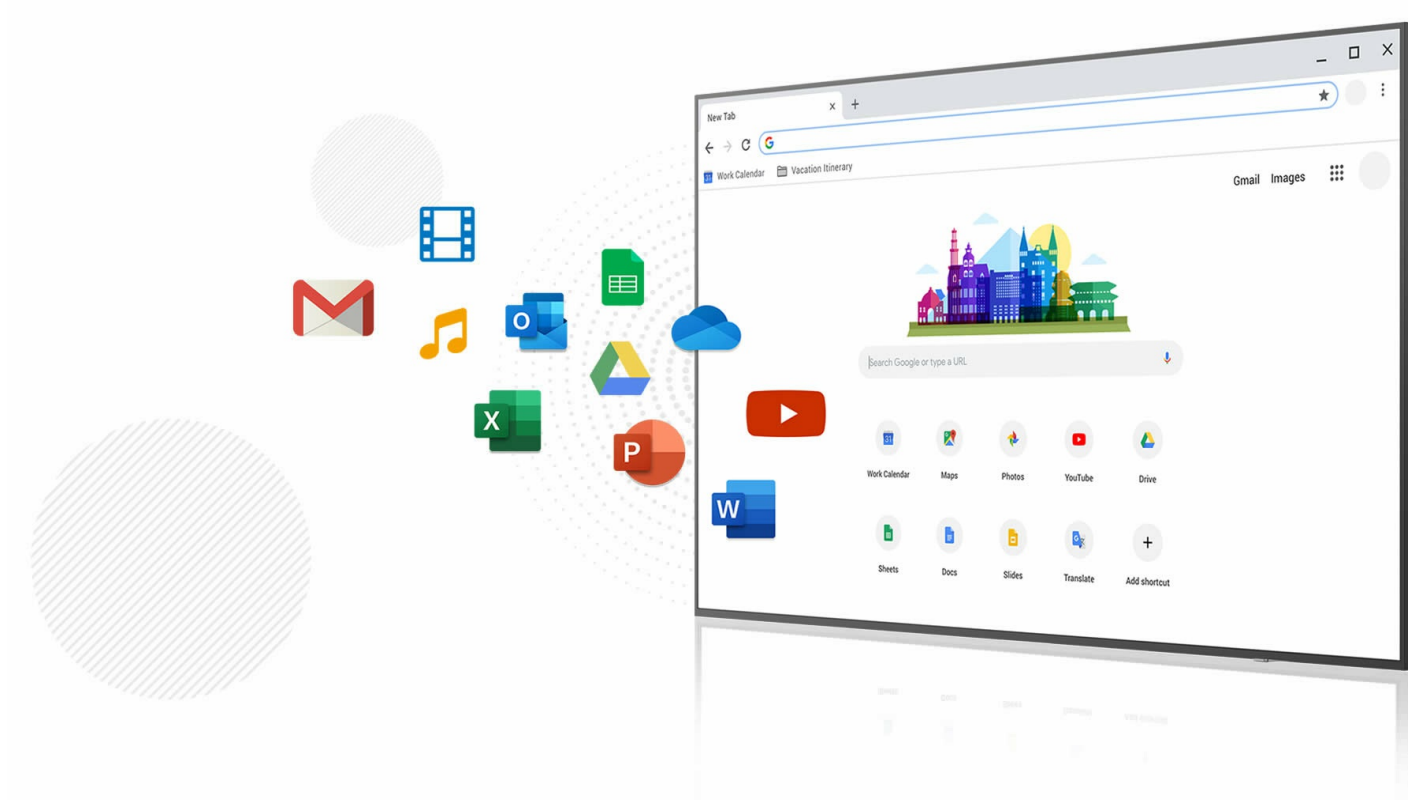 New Tab
Work Calendar Vacation Itinerary
Gmail Images
O
X
P
W
Search Google or type a URL
31
Work Calendar Maps Photos YouTube Drive
Sheets Docs Slides Translate Add shortcut